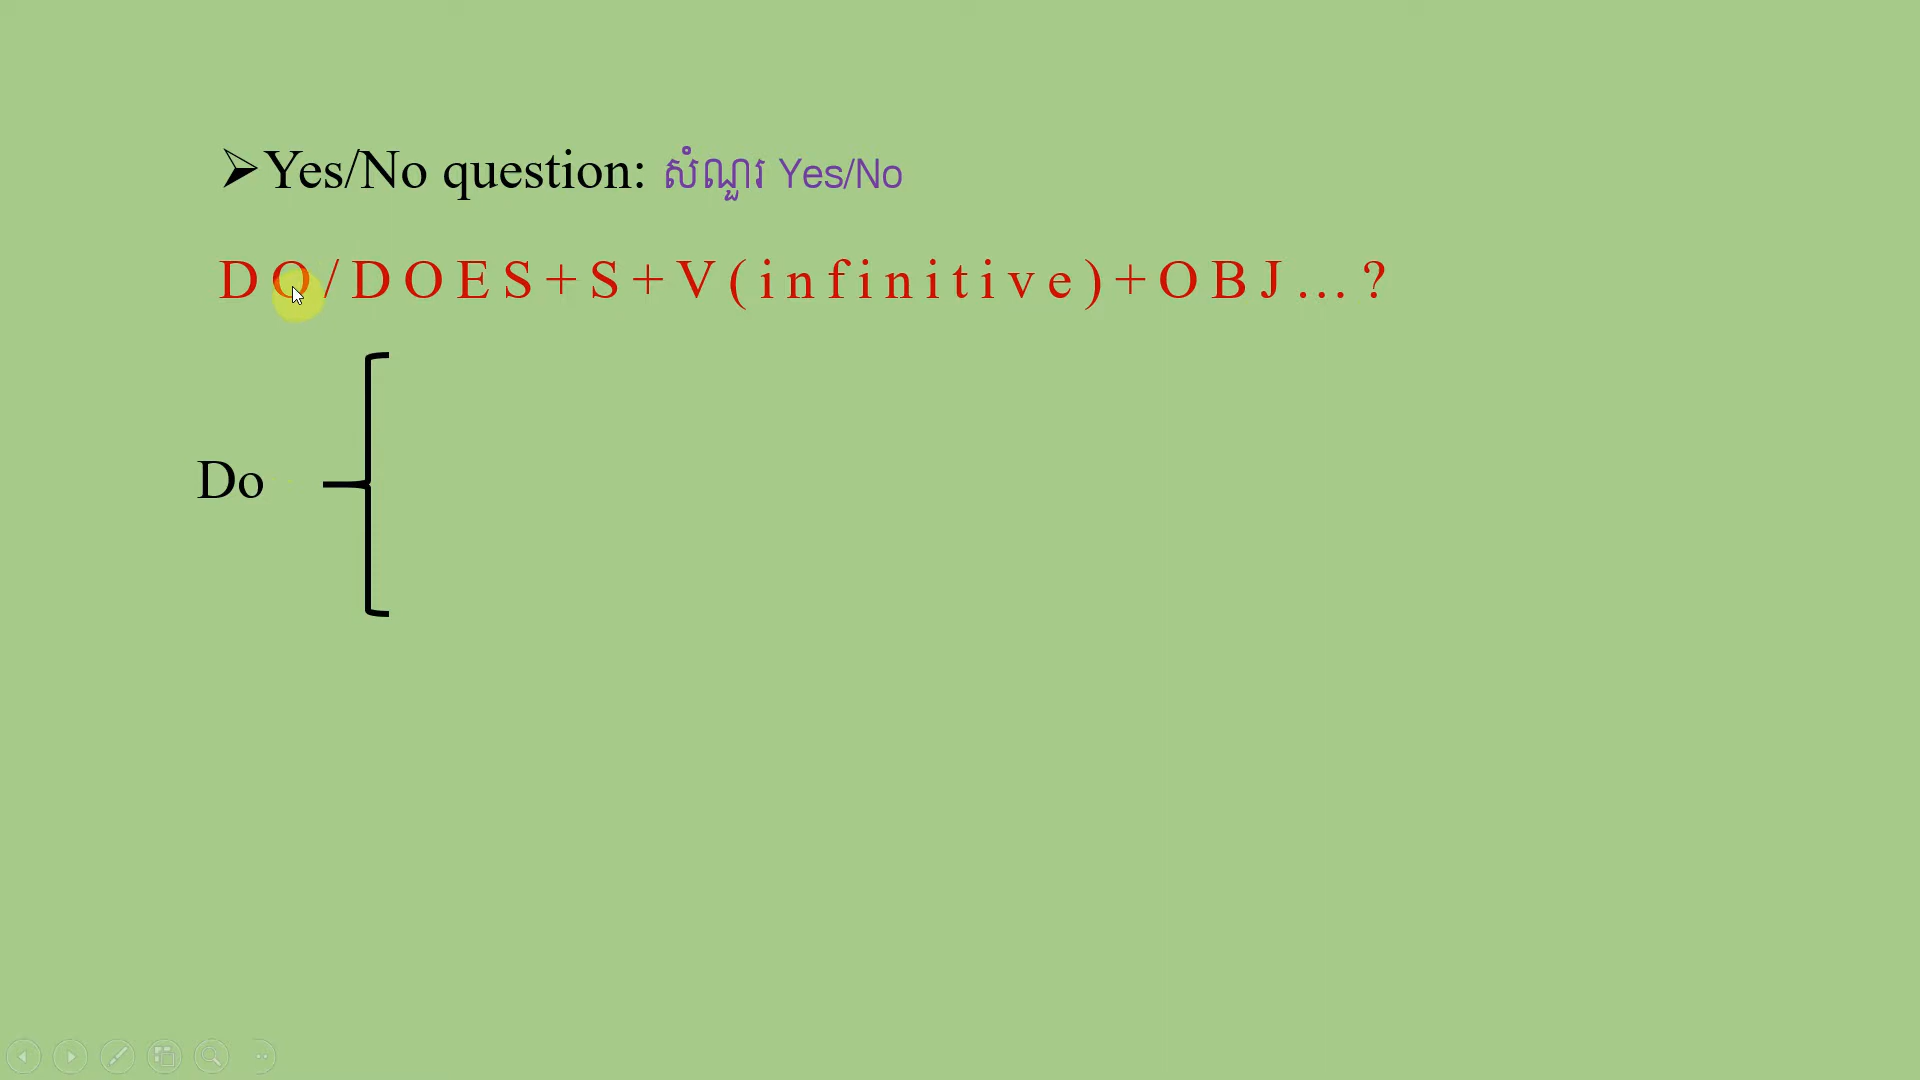 ➢Yes/No question: សំណួរ Yes/No
DO/DOES+S+V(infinitive)+OBJ...?
Do